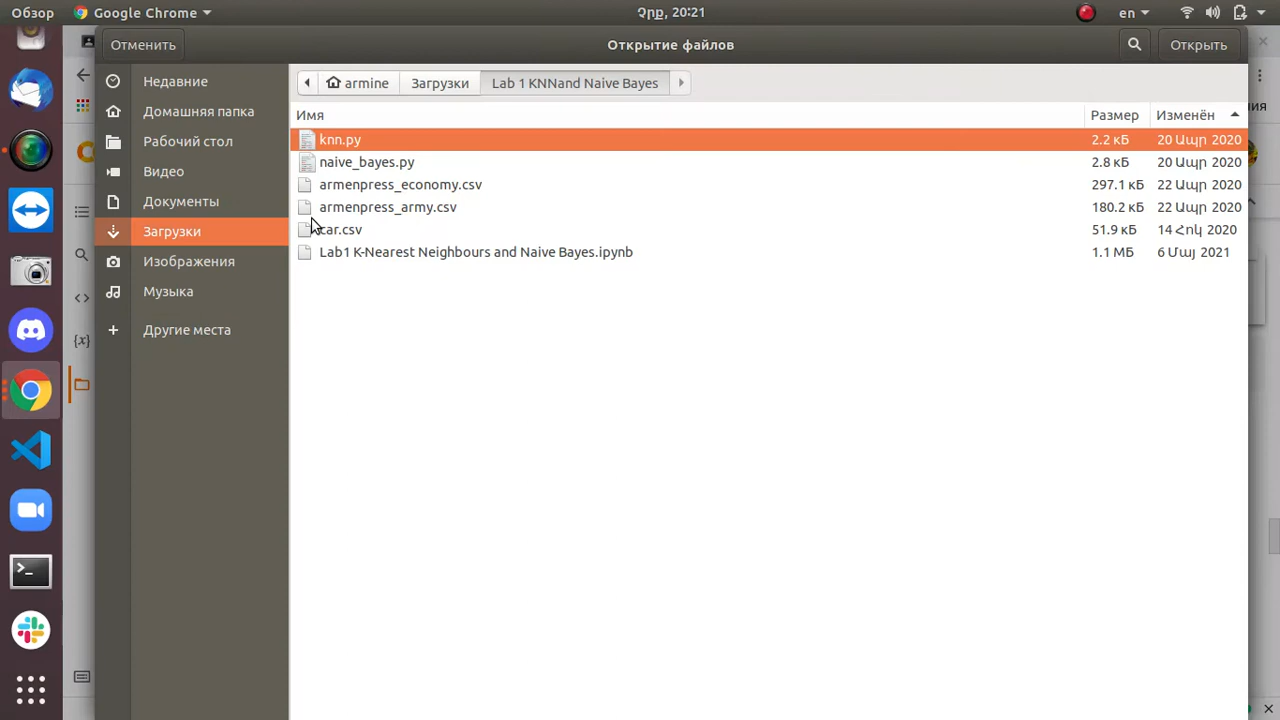 Обзор
Google Chrome
Չրք, 20:21
en
Отменить
Открытие файлов
Открыть
Недавние
Домашняя папка
Рабочий стол
Видео
Документы
Загрузки
Изображения
Музыка
Другие места
armine
Загрузки
Lab 1 KNNand Naive Bayes
Имя Размер Изменён
knn.py 2.2 кБ 20 Ապր 2020
naive_bayes.py 2.8 кБ 20 Ապր 2020
armenpress_economy.csv 297.1 кБ 22 Ապր 2020
armenpress_army.csv 180.2 кБ 22 Ապր 2020
car.csv 51.9 кБ 14 Հոկ 2020
Lab1 K-Nearest Neighbours and Naive Bayes.ipynb 1.1 МБ 6 Մայ 2021
{x}
<>
>_